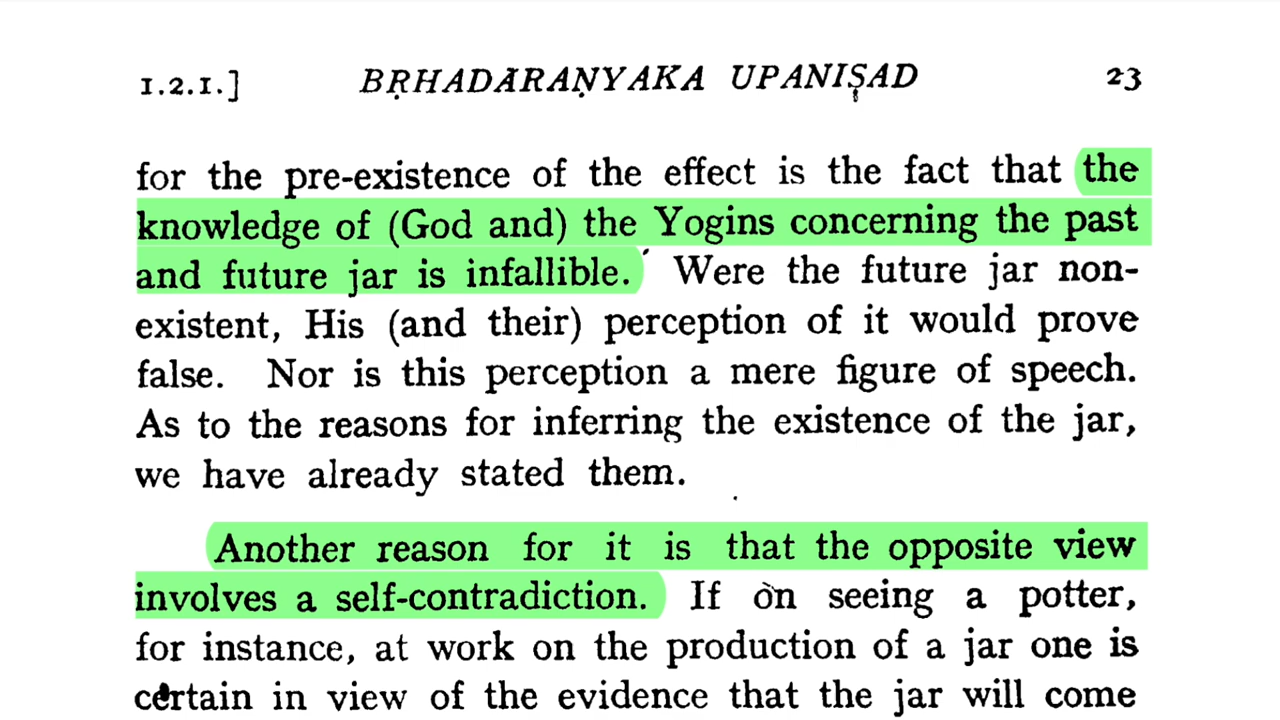 1.2.1.] BṚHADĀRAṆYAKA UPANIṢAD 23
for the pre-existence of the effect is the fact that the
knowledge of (God and) the Yogins concerning the past
and future jar is infallible. Were the future jar non-
existent, His (and their) perception of it would prove
false. Nor is this perception a mere figure of speech.
As to the reasons for inferring the existence of the jar,
we have already stated them.
Another reason for it is that the opposite view
involves a self-contradiction. If on seeing a potter,
for instance, at work on the production of a jar one is
certain in view of the evidence that the jar will come